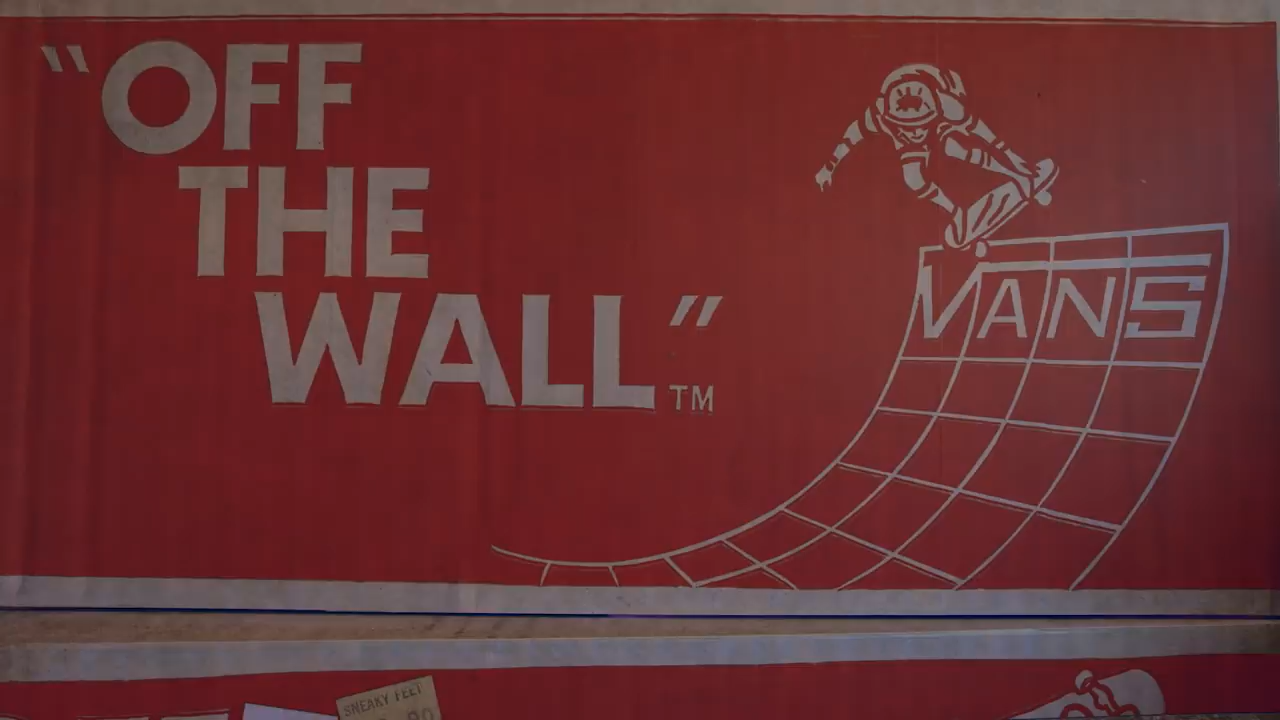 "OFF
THE
WALL"
TM
VANS
SNEAKY FEET